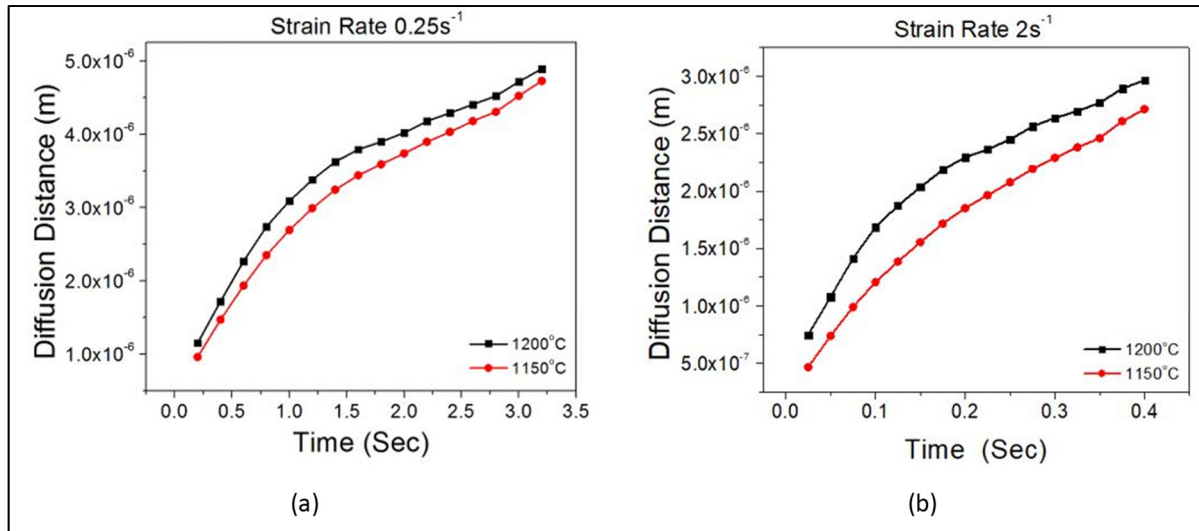 Strain Rate 0.25s⁻¹
Diffusion Distance (m)
5.0x10⁻⁶
4.0x10⁻⁶
3.0x10⁻⁶
2.0x10⁻⁶
1.0x10⁻⁶
1200°C
1150°C
0.0 0.5 1.0 1.5 2.0 2.5 3.0 3.5
Time (Sec)
(a)
Strain Rate 2s⁻¹
Diffusion Distance (m)
3.0x10⁻⁶
2.5x10⁻⁶
2.0x10⁻⁶
1.5x10⁻⁶
1.0x10⁻⁶
5.0x10⁻⁷
1200°C
1150°C
0.0 0.1 0.2 0.3 0.4
Time (Sec)
(b)